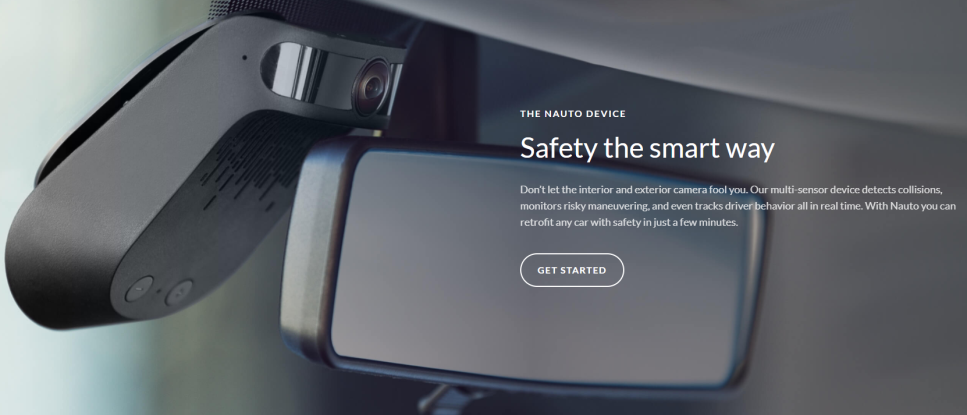 THE NAUTO DEVICE
Safety the smart way
Don't let the interior and exterior camera fool you. Our multi-sensor device detects collisions,
monitors risky maneuvering, and even tracks driver behavior all in real time. With Nauto you can
retrofit any car with safety in just a few minutes.
GET STARTED